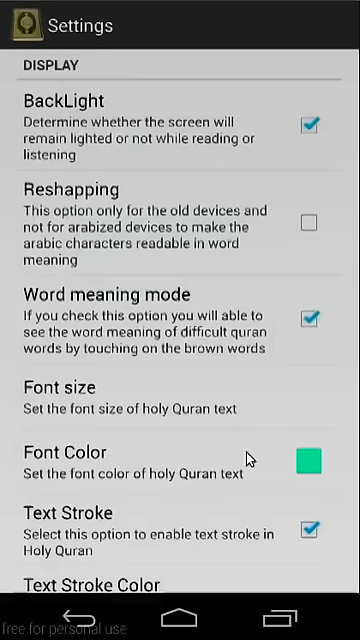 Settings
DISPLAY
BackLight
Determine whether the screen will
remain lighted or not while reading or
listening
Reshapping
This option only for the old devices and
not for arabized devices to make the
arabic characters readable in word
meaning
Word meaning mode
If you check this option you will able to
see the word meaning of difficult quran
words by touching on the brown words
Font size
Set the font size of holy Quran text
Font Color
Set the font color of holy Quran text
Text Stroke
Select this option to enable text stroke in
Holy Quran
Text Stroke Color
free for personal use